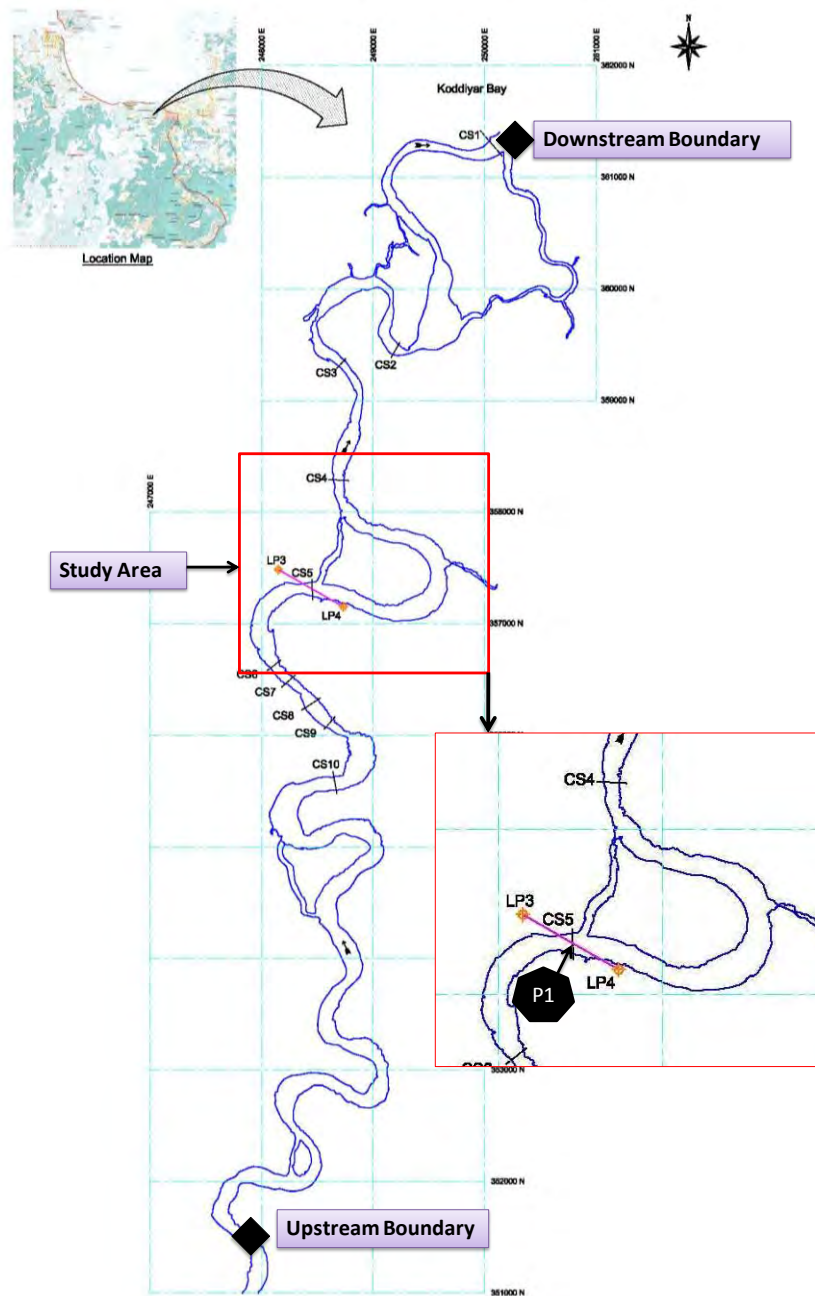 N
248000 E
249000 E
250000 E
362000 N
Koddiyar Bay
CS1
Downstream Boundary
361000 N
Location Map
360000 N
CS2
CS3
359000 N
CS4
247000 E
358000 N
Study Area
LP3
CS5
LP4
357000 N
CS6
CS7
CS8
CS9
CS10
CS4
LP3
CS5
P1
LP4
353000 N
352000 N
Upstream Boundary
351000 N